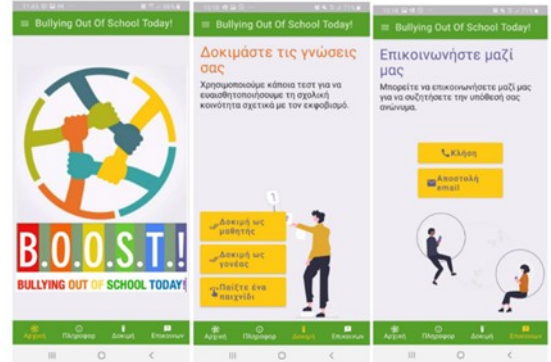 Bullying Out Of School Today!
B.O.O.S.T.!
BULLYING OUT OF SCHOOL TODAY!
Αρχική Πληροφορ Δοκιμή Επικοινων
Bullying Out Of School Today!
Δοκιμάστε τις γνώσεις
σας
Χρησιμοποιούμε κάποια τεστ για να
ευαισθητοποιήσουμε τη σχολική
κοινότητα σχετικά με τον εκφοβισμό.
1
Δοκιμή ως
μαθητής
Δοκιμή ως
γονέας
Παίξτε ένα
παιχνίδι
Αρχική Πληροφορ Δοκιμή Επικοινων
Bullying Out Of School Today!
Επικοινωνήστε μαζί
μας
Μπορείτε να επικοινωνήσετε μαζί μας
για να συζητήσετε την υπόθεσή σας
ανώνυμα.
Κλήση
Αποστολή
email
Αρχική Πληροφορ Δοκιμή Επικοινων